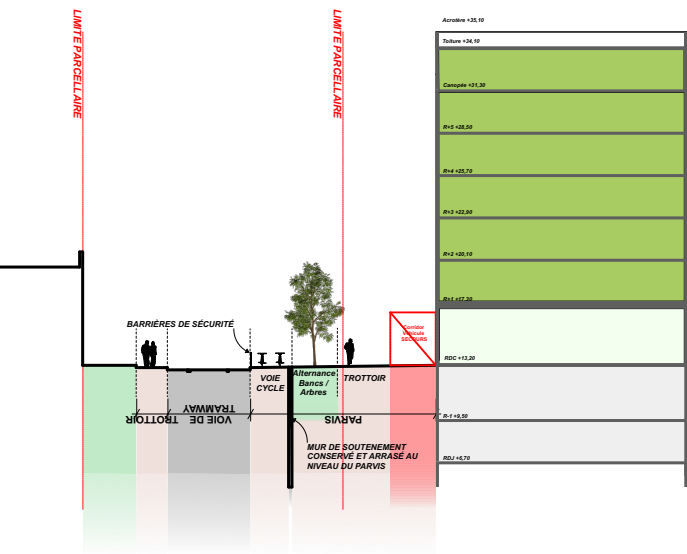 Acrotère +35,10
Toiture +34,10
Canopée +31,30
R+5 +28,50
R+4 +25,70
R+3 +22,90
R+2 +20,10
R+1 +17,30
RDC +13,20
R-1 +9,50
RDJ +6,70
LIMITE PARCELLAIRE
LIMITE PARCELLAIRE
BARRIÈRES DE SÉCURITÉ
Corridor
Véhicule
SECOURS
VOIE
CYCLE
Alternance
Bancs /
Arbres
TROTTOIR
TROTTOIR
VOIE DE
TRAMWAY
PARVIS
MUR DE SOUTENEMENT
CONSERVÉ ET ARRASÉ AU
NIVEAU DU PARVIS